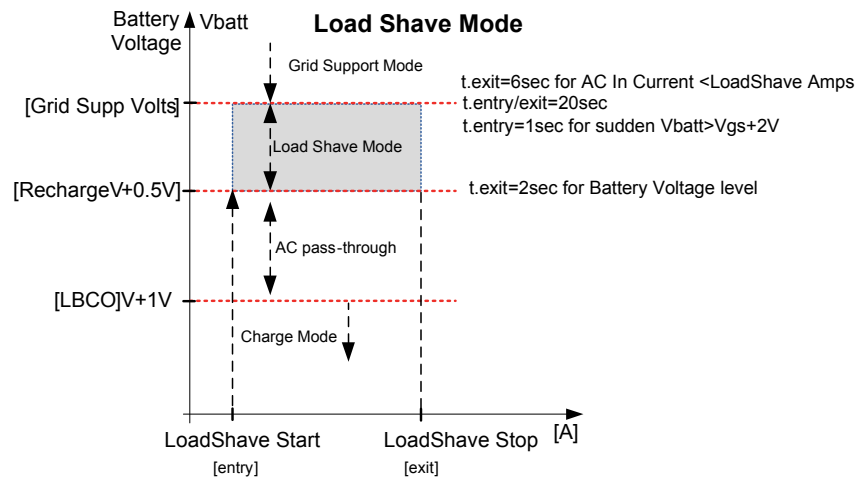 Battery Voltage
Vbatt
Load Shave Mode
Grid Support Mode
[Grid Supp Volts]
t.exit=6sec for AC In Current <LoadShave Amps
t.entry/exit=20sec
t.entry=1sec for sudden Vbatt>Vgs+2V
Load Shave Mode
[RechargeV+0.5V]
t.exit=2sec for Battery Voltage level
AC pass-through
[LBCO]V+1V
Charge Mode
LoadShave Start
LoadShave Stop
[A]
[entry]
[exit]